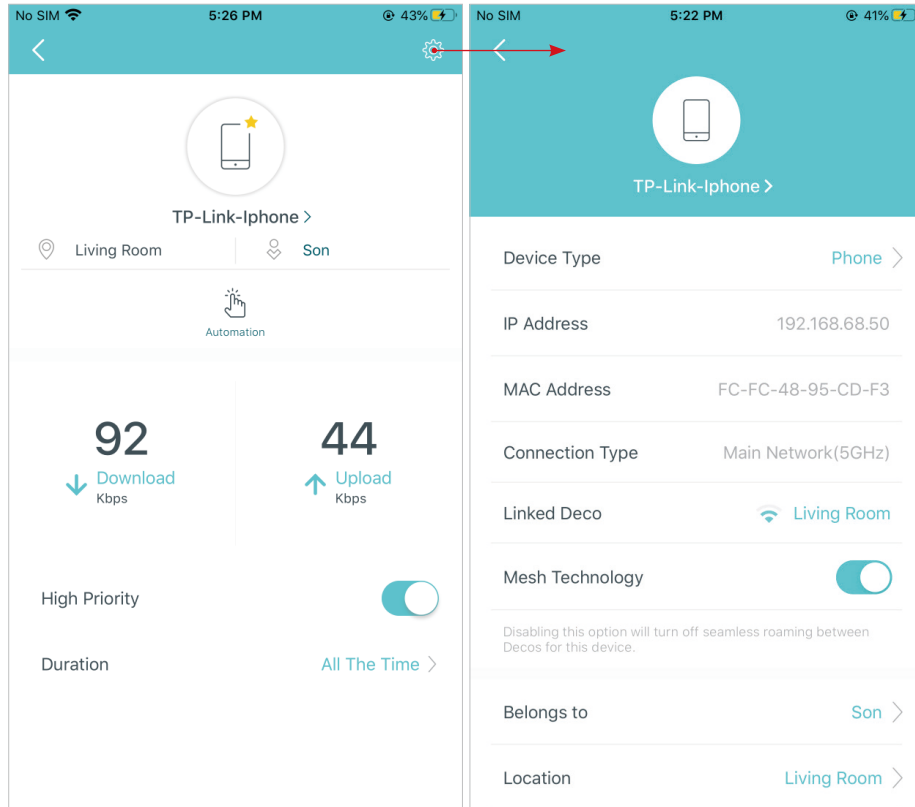 No SIM 5:26 PM 43%
TP-Link-Iphone >
Living Room Son
Automation
92 44
Download Upload
Kbps Kbps
High Priority
Duration All The Time >
No SIM 5:22 PM 41%
TP-Link-Iphone >
Device Type Phone >
IP Address 192.168.68.50
MAC Address FC-FC-48-95-CD-F3
Connection Type Main Network(5GHz)
Linked Deco Living Room
Mesh Technology
Disabling this option will turn off seamless roaming between
Decos for this device.
Belongs to Son >
Location Living Room >